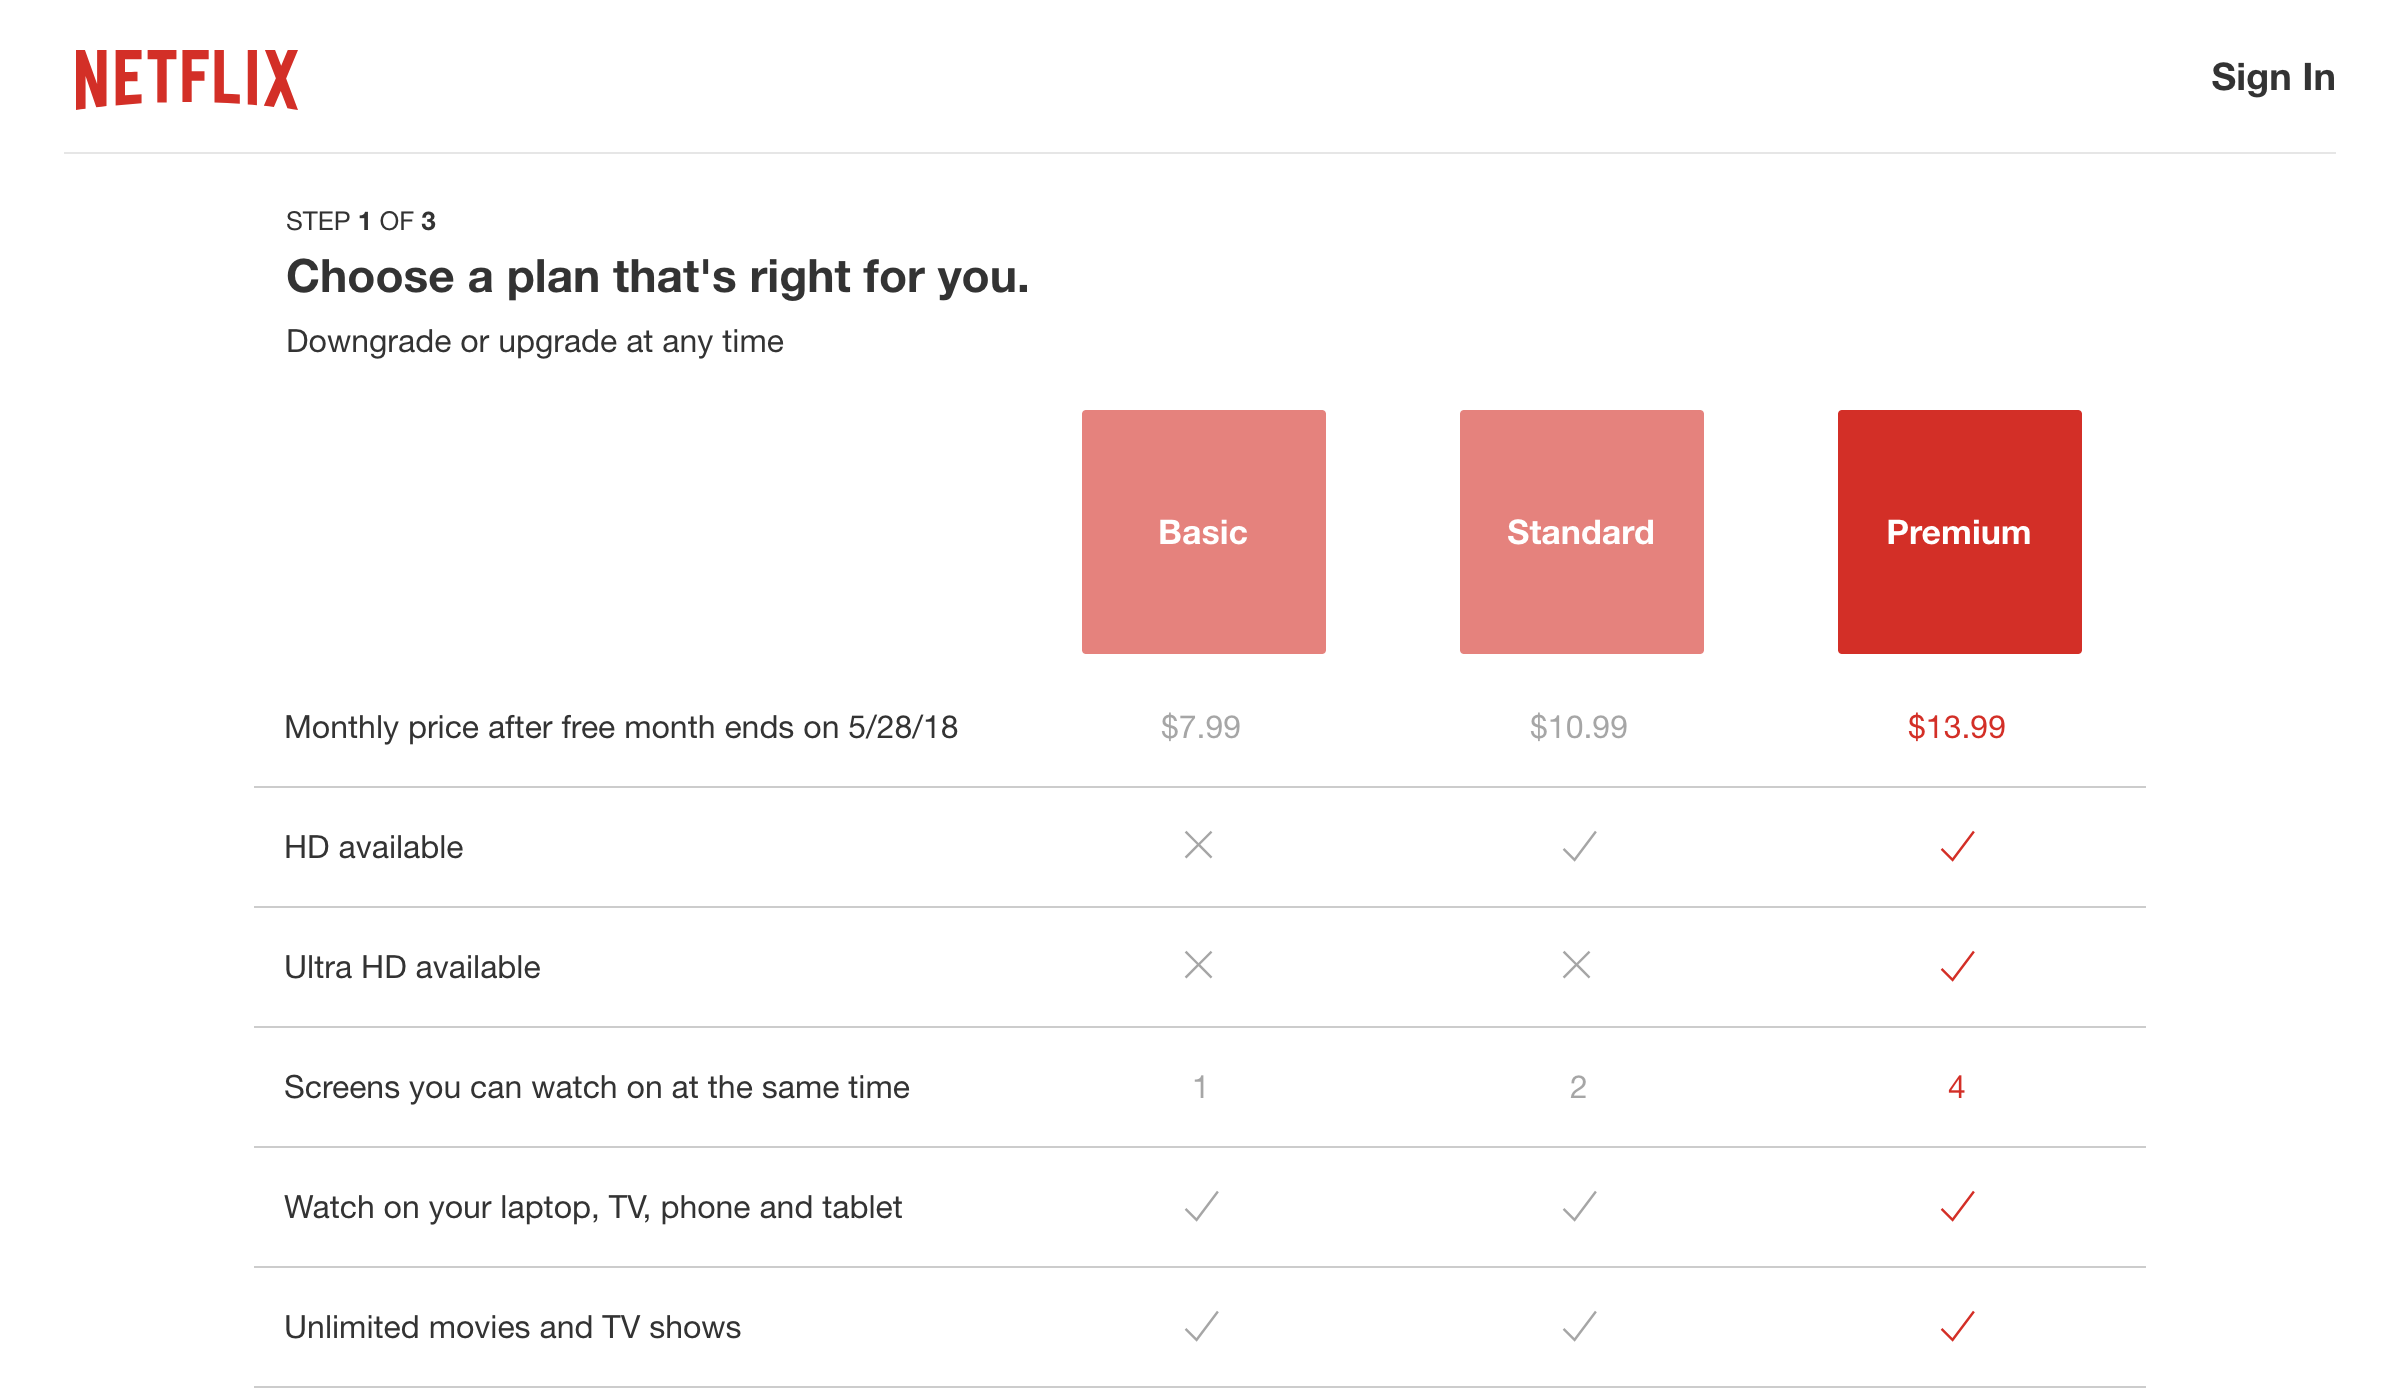 NETFLIX
Sign In
STEP 1 OF 3
Choose a plan that's right for you.
Downgrade or upgrade at any time
Basic Standard Premium
Monthly price after free month ends on 5/28/18 $7.99 $10.99 $13.99
HD available
Ultra HD available
Screens you can watch on at the same time 1 2 4
Watch on your laptop, TV, phone and tablet
Unlimited movies and TV shows